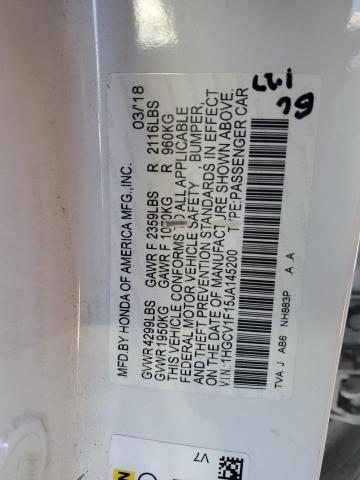 MFD.BY HONDA OF AMERICA MFG.,INC. 03/18
GVWR 4299LBS GAWR F 2359LBS R 2116LBS
GVWR 1950KG GAWR F 1070KG R 960KG
THIS VEHICLE CONFORMS TO ALL APPLICABLE
FEDERAL MOTOR VEHICLE SAFETY, BUMPER,
AND THEFT PREVENTION STANDARDS IN EFFECT
ON THE DATE OF MANUFACTURE SHOWN ABOVE.
V.I.N.:1HGCV1F15JA145200 TYPE:PASSENGER CAR
TVA J AB6 NH883P A A
V7